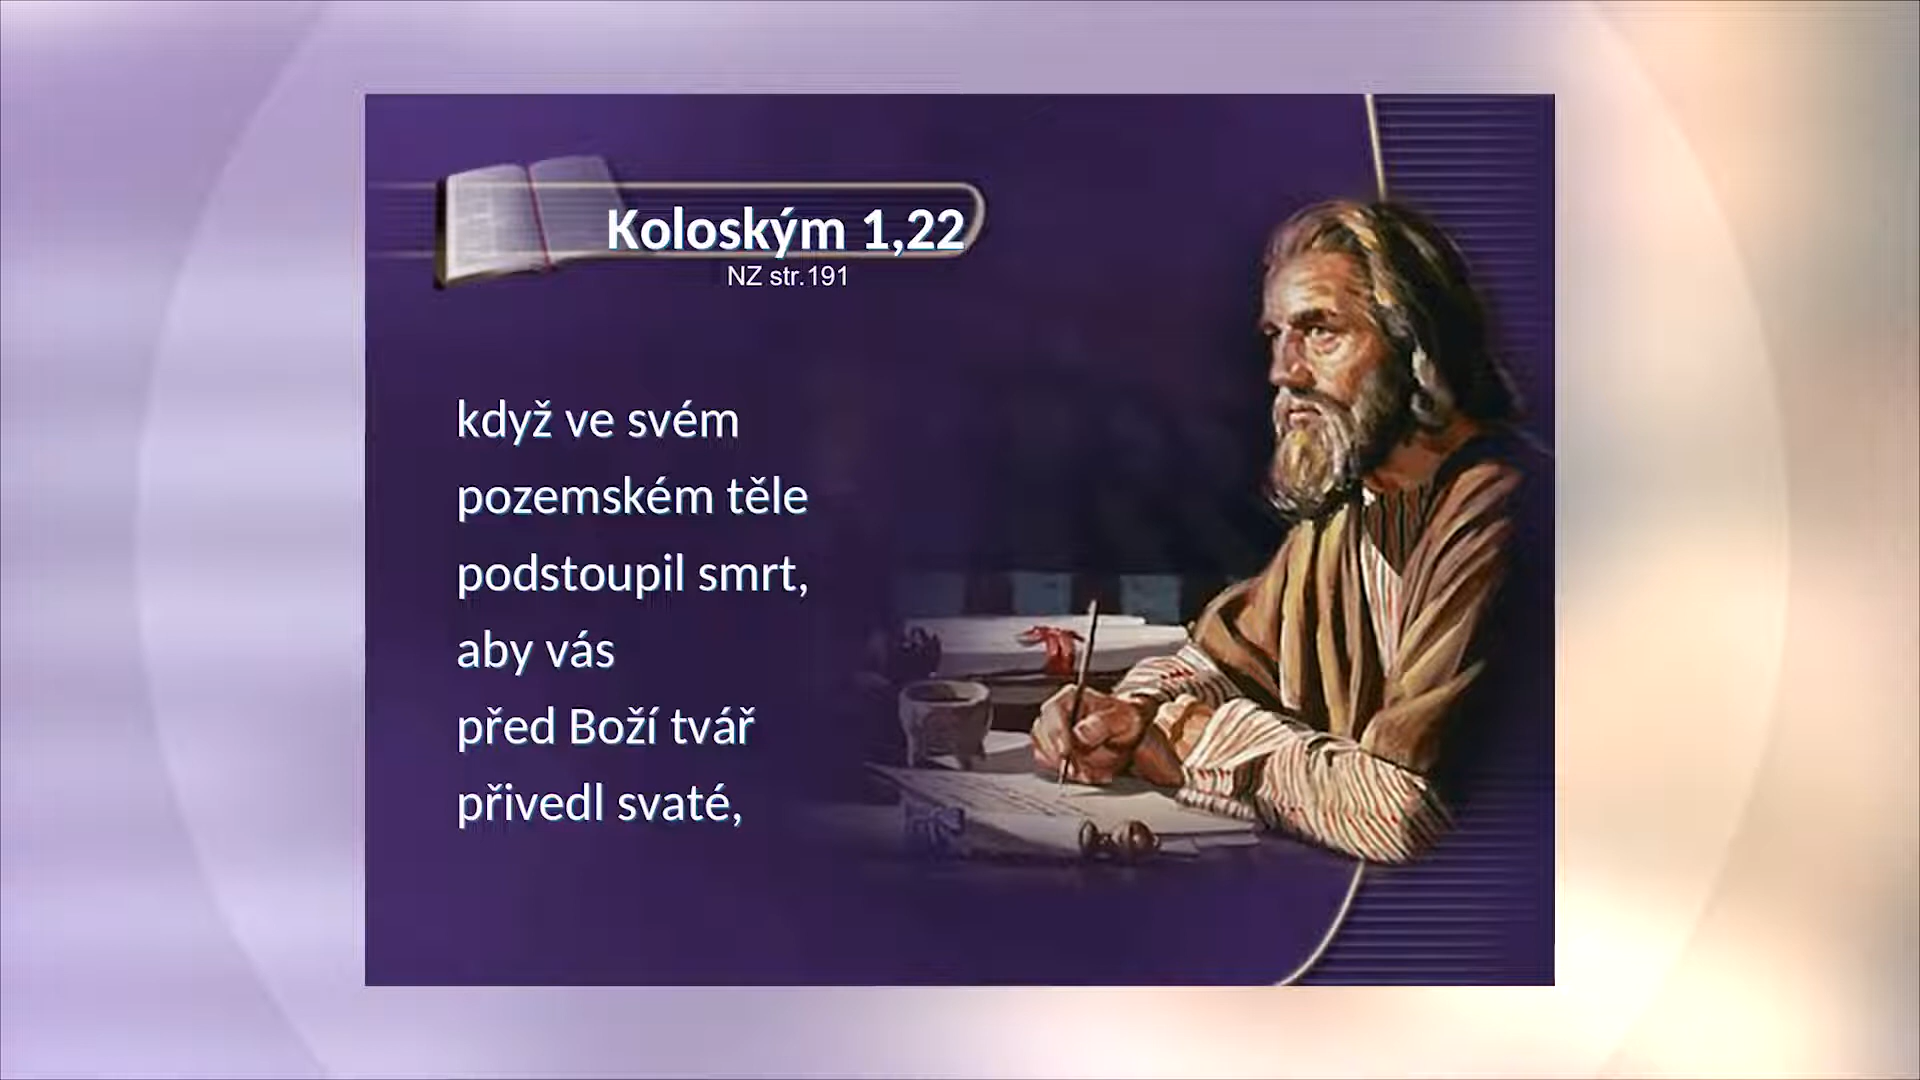 Koloským 1,22
NZ str.191
když ve svém
pozemském těle
podstoupil smrt,
aby vás
před Boží tvář
přivedl svaté,